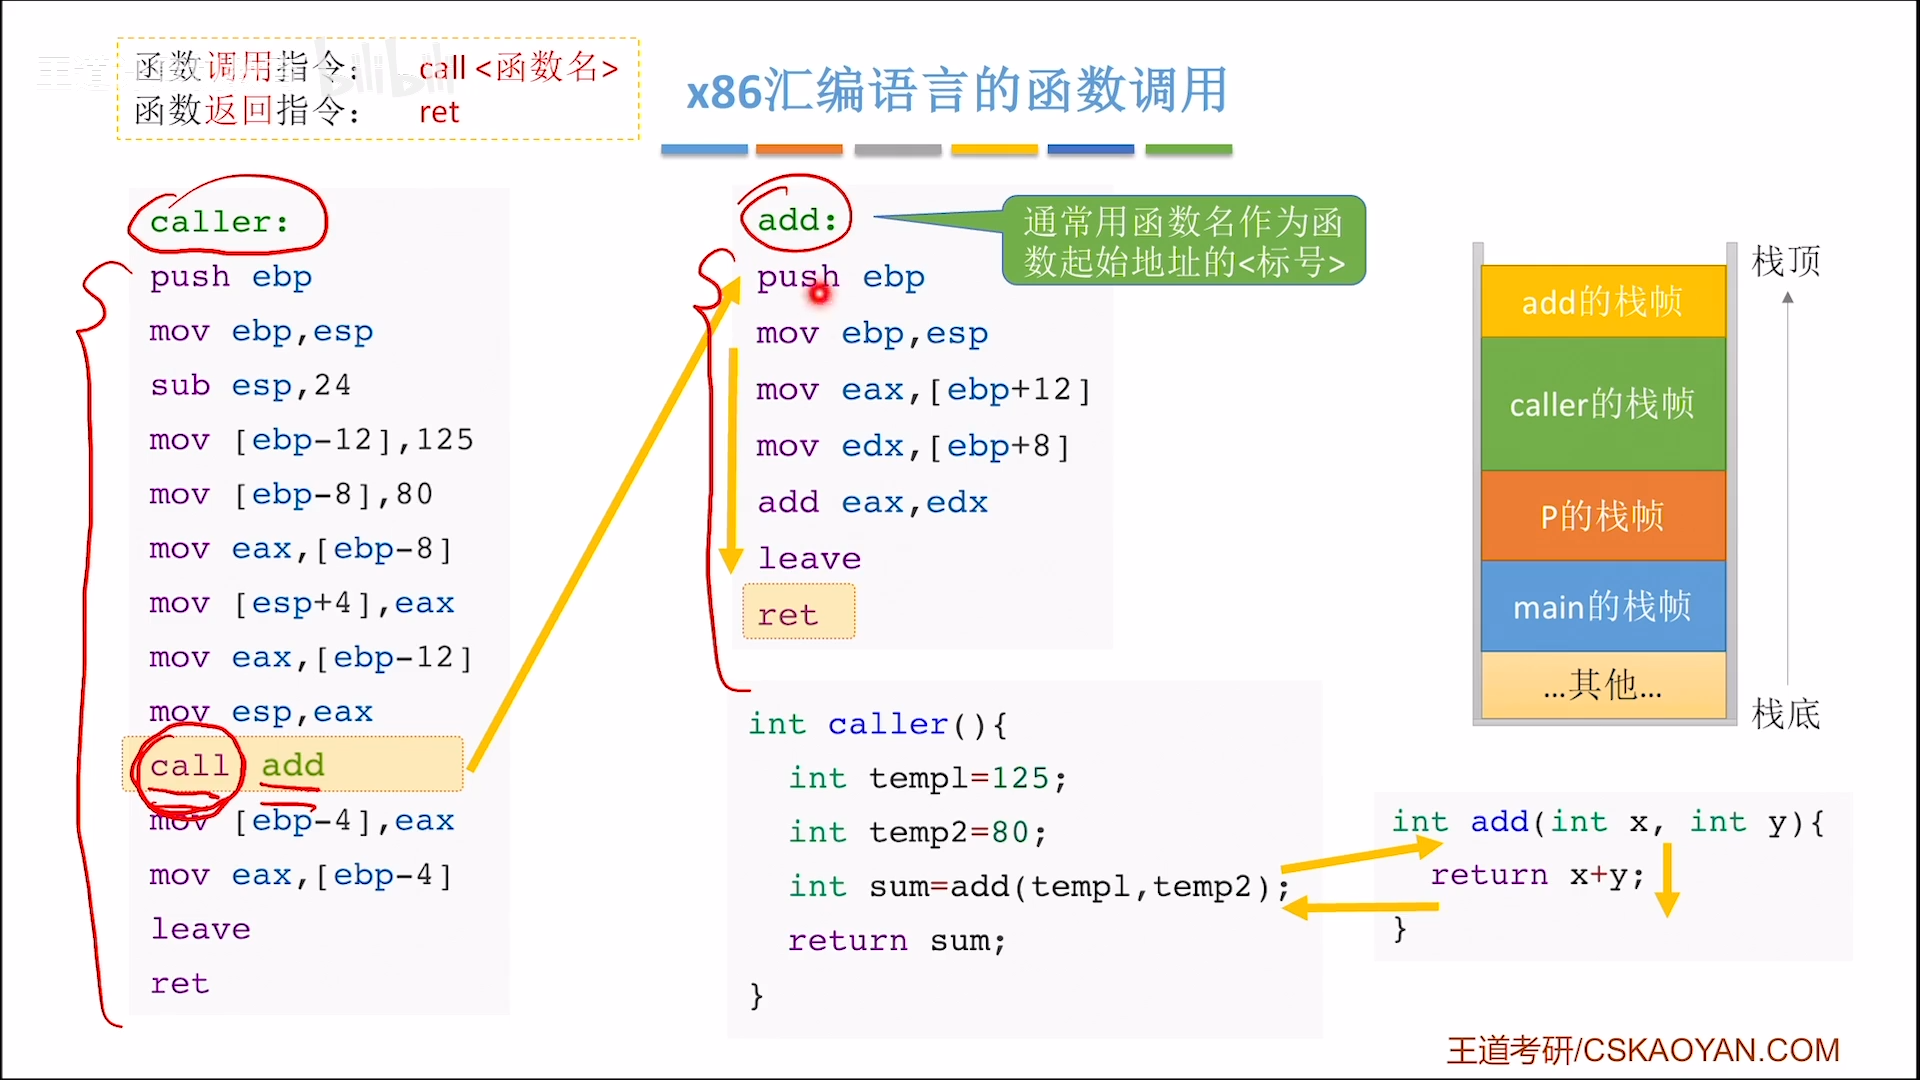 函数调用指令： call <函数名>
函数返回指令： ret
x86汇编语言的函数调用
caller:
push ebp
mov ebp,esp
sub esp,24
mov [ebp-12],125
mov [ebp-8],80
mov eax,[ebp-8]
mov [esp+4],eax
mov eax,[ebp-12]
mov esp,eax
call add
mov [ebp-4],eax
mov eax,[ebp-4]
leave
ret
add:
push ebp
mov ebp,esp
mov eax,[ebp+12]
mov edx,[ebp+8]
add eax,edx
leave
ret
通常用函数名作为函
数起始地址的<标号>
int caller(){
int temp1=125;
int temp2=80;
int sum=add(temp1,temp2);
return sum;
}
int add(int x, int y){
return x+y;
}
栈顶
add的栈帧
caller的栈帧
P的栈帧
main的栈帧
...其他...
栈底
王道考研/CSKAOYAN.COM
王道
bilibili